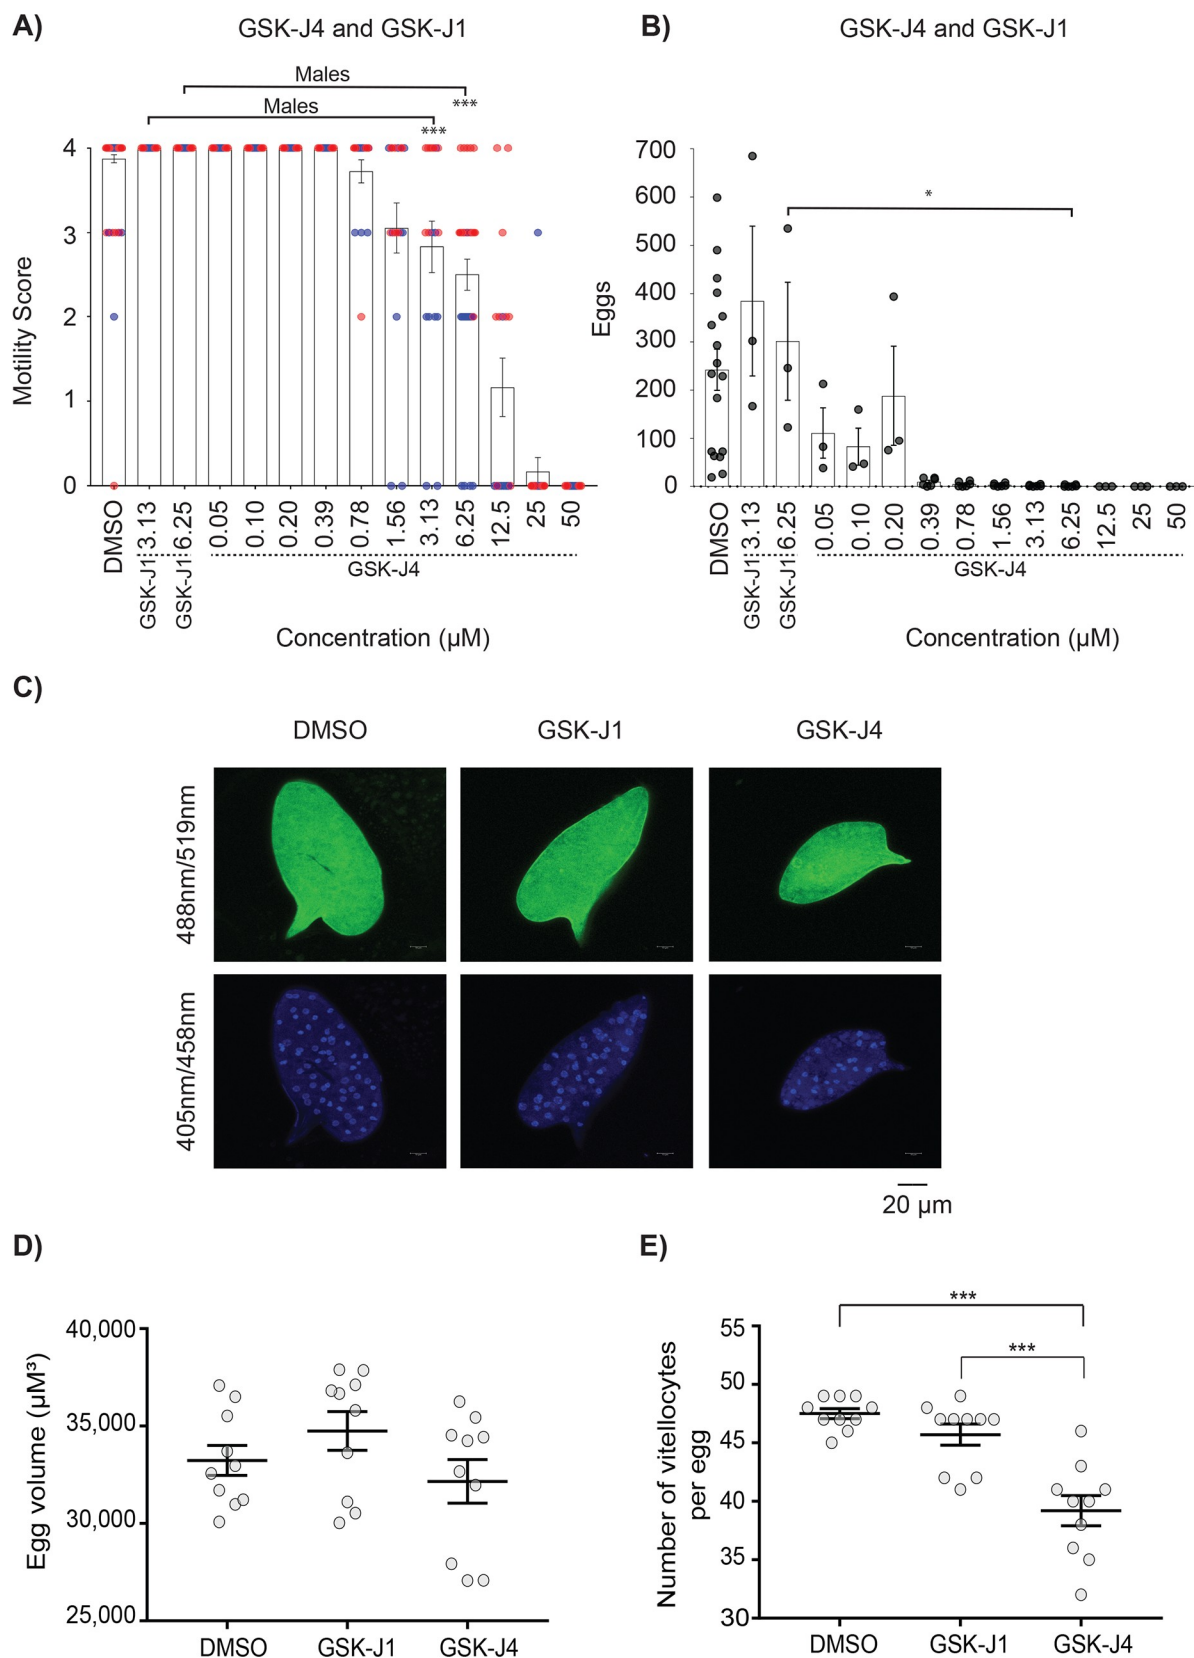 A)
GSK-J4 and GSK-J1
Males
***
Males
***
Motility Score
4
3
2
1
0
DMSO
3.13
6.25
0.05
0.10
0.20
0.39
0.78
1.56
3.13
6.25
12.5
25
50
GSK-J1
GSK-J1
GSK-J4
Concentration (µM)
B)
GSK-J4 and GSK-J1
*
Eggs
700
600
500
400
300
200
100
0
DMSO
3.13
6.25
0.05
0.10
0.20
0.39
0.78
1.56
3.13
6.25
12.5
25
50
GSK-J1
GSK-J1
GSK-J4
Concentration (µM)
C)
DMSO
GSK-J1
GSK-J4
488nm/519nm
405nm/458nm
20 µm
D)
Egg volume (µM³)
40,000
35,000
30,000
25,000
DMSO
GSK-J1
GSK-J4
E)
***
***
Number of vitellocytes
per egg
55
50
45
40
35
30
DMSO
GSK-J1
GSK-J4